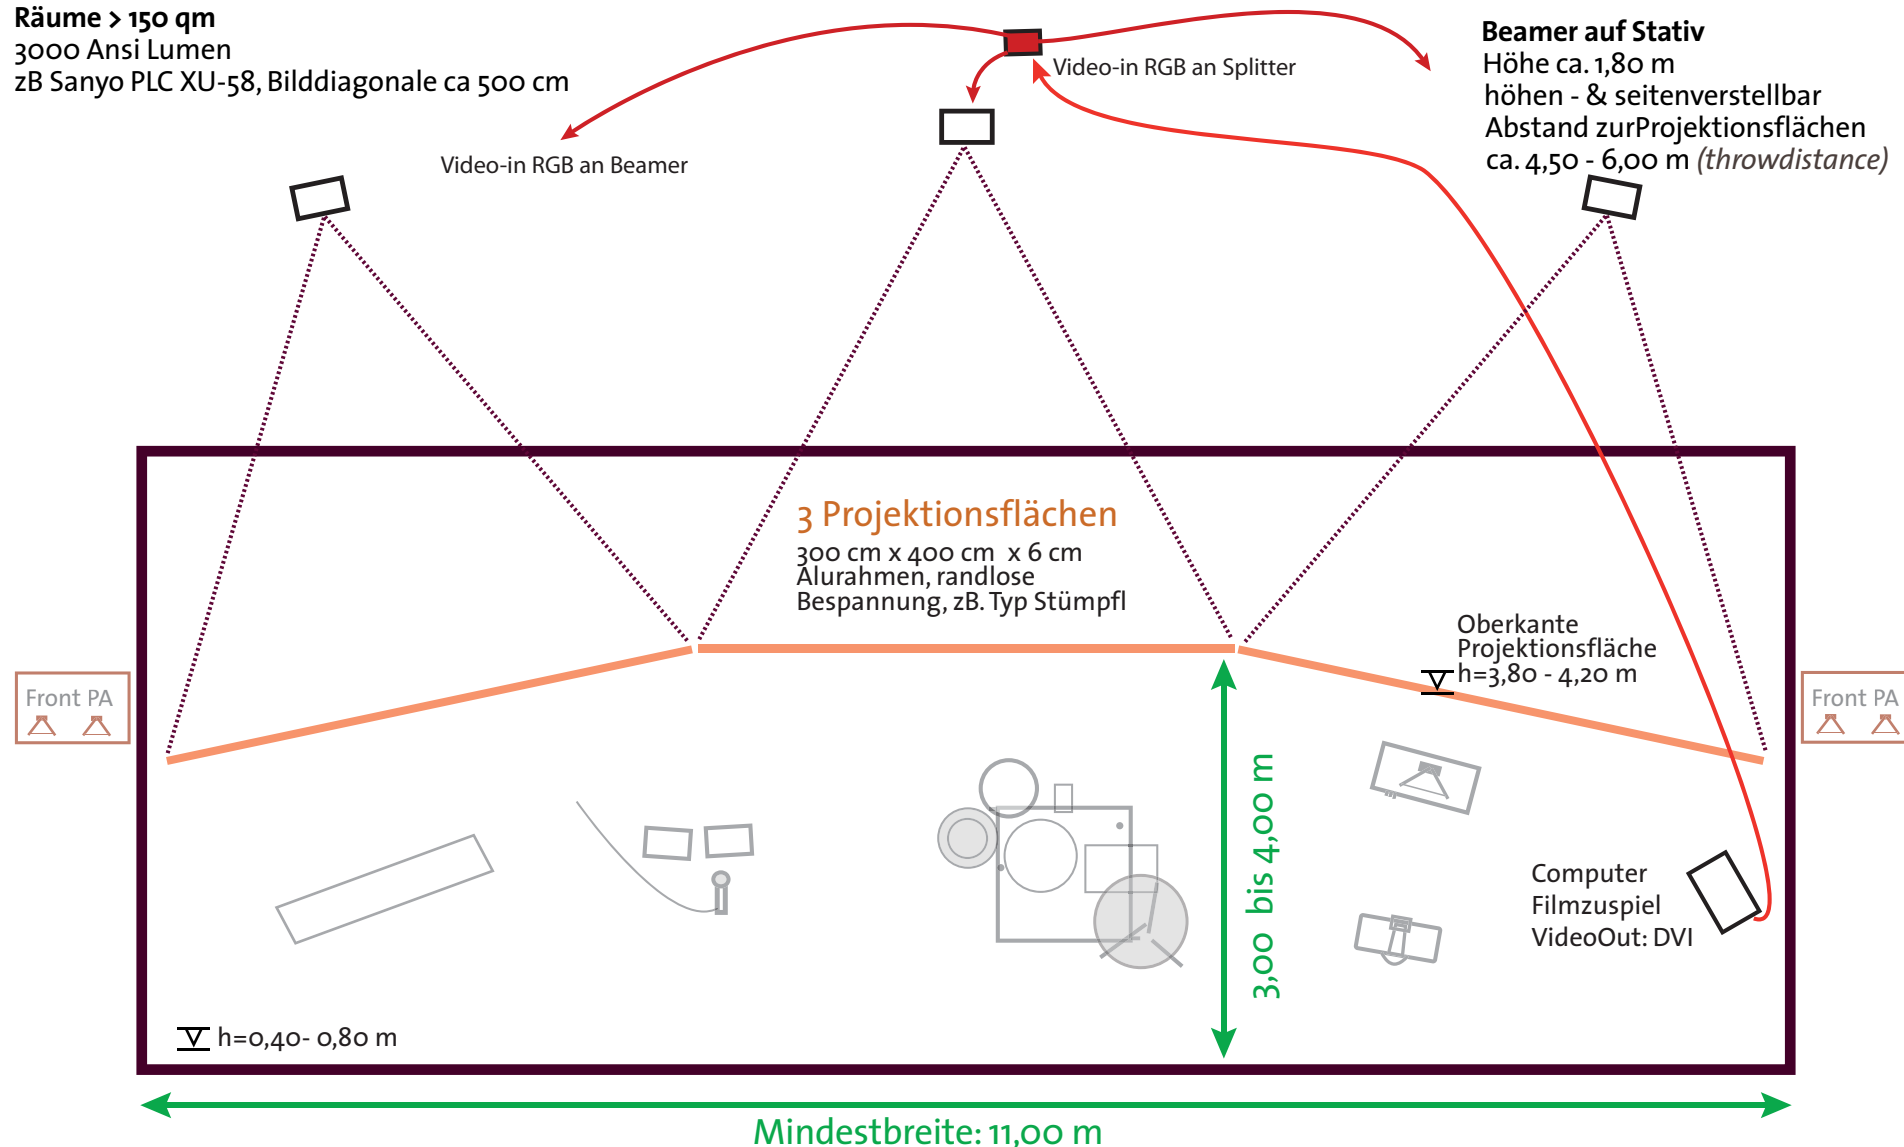 Räume > 150 qm
3000 Ansi Lumen
zB Sanyo PLC XU-58, Bilddiagonale ca 500 cm
Video-in RGB an Splitter
Video-in RGB an Beamer
Beamer auf Stativ
Höhe ca. 1,80 m
höhen - & seitenverstellbar
Abstand zurProjektionsflächen
ca. 4,50 - 6,00 m (throwdistance)
3 Projektionsflächen
300 cm x 400 cm x 6 cm
Alurahmen, randlose
Bespannung, zB. Typ Stümpfl
Oberkante
Projektionsfläche
h=3,80 - 4,20 m
Front PA
Front PA
3,00 bis 4,00 m
Computer
Filmzuspiel
VideoOut: DVI
h=0,40- 0,80 m
Mindestbreite: 11,00 m